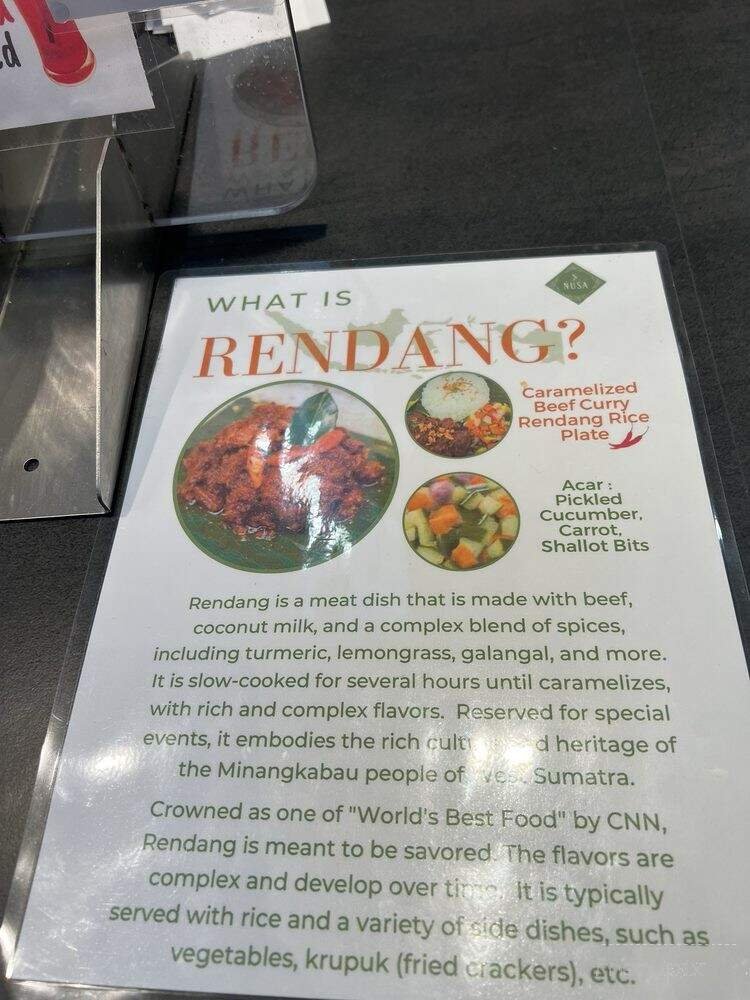 ed
WHAT IS
NUSA
RENDANG?
Caramelized
Beef Curry
Rendang Rice
Plate
Acar :
Pickled
Cucumber,
Carrot,
Shallot Bits
Rendang is a meat dish that is made with beef,
coconut milk, and a complex blend of spices,
including turmeric, lemongrass, galangal, and more.
It is slow-cooked for several hours until caramelizes,
with rich and complex flavors. Reserved for special
events, it embodies the rich heritage of
the Minangkabau people of Sumatra.
Crowned as one of "World's Best Food" by CNN,
Rendang is meant to be savored. The flavors are
complex and develop over time. It is typically
served with rice and a variety of side dishes, such as
vegetables, krupuk (fried crackers), etc.